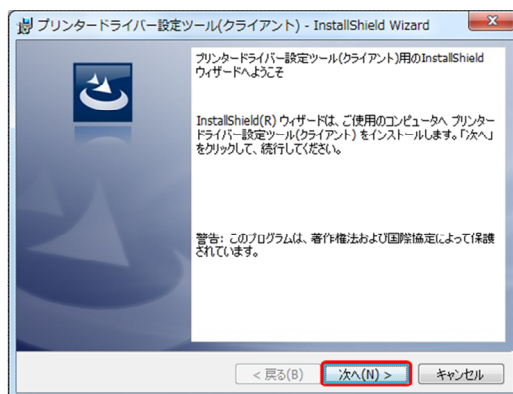 プリンタードライバー設定ツール(クライアント) - InstallShield Wizard
プリンタードライバー設定ツール(クライアント)用のInstallShield
ウィザードへようこそ
InstallShield(R) ウィザードは、ご使用のコンピュータへ プリンター
ドライバー設定ツール(クライアント) をインストールします。「次へ」
をクリックして、続行してください。
警告: このプログラムは、著作権法および国際協定によって保護
されています。
< 戻る(B)
次へ(N) >
キャンセル